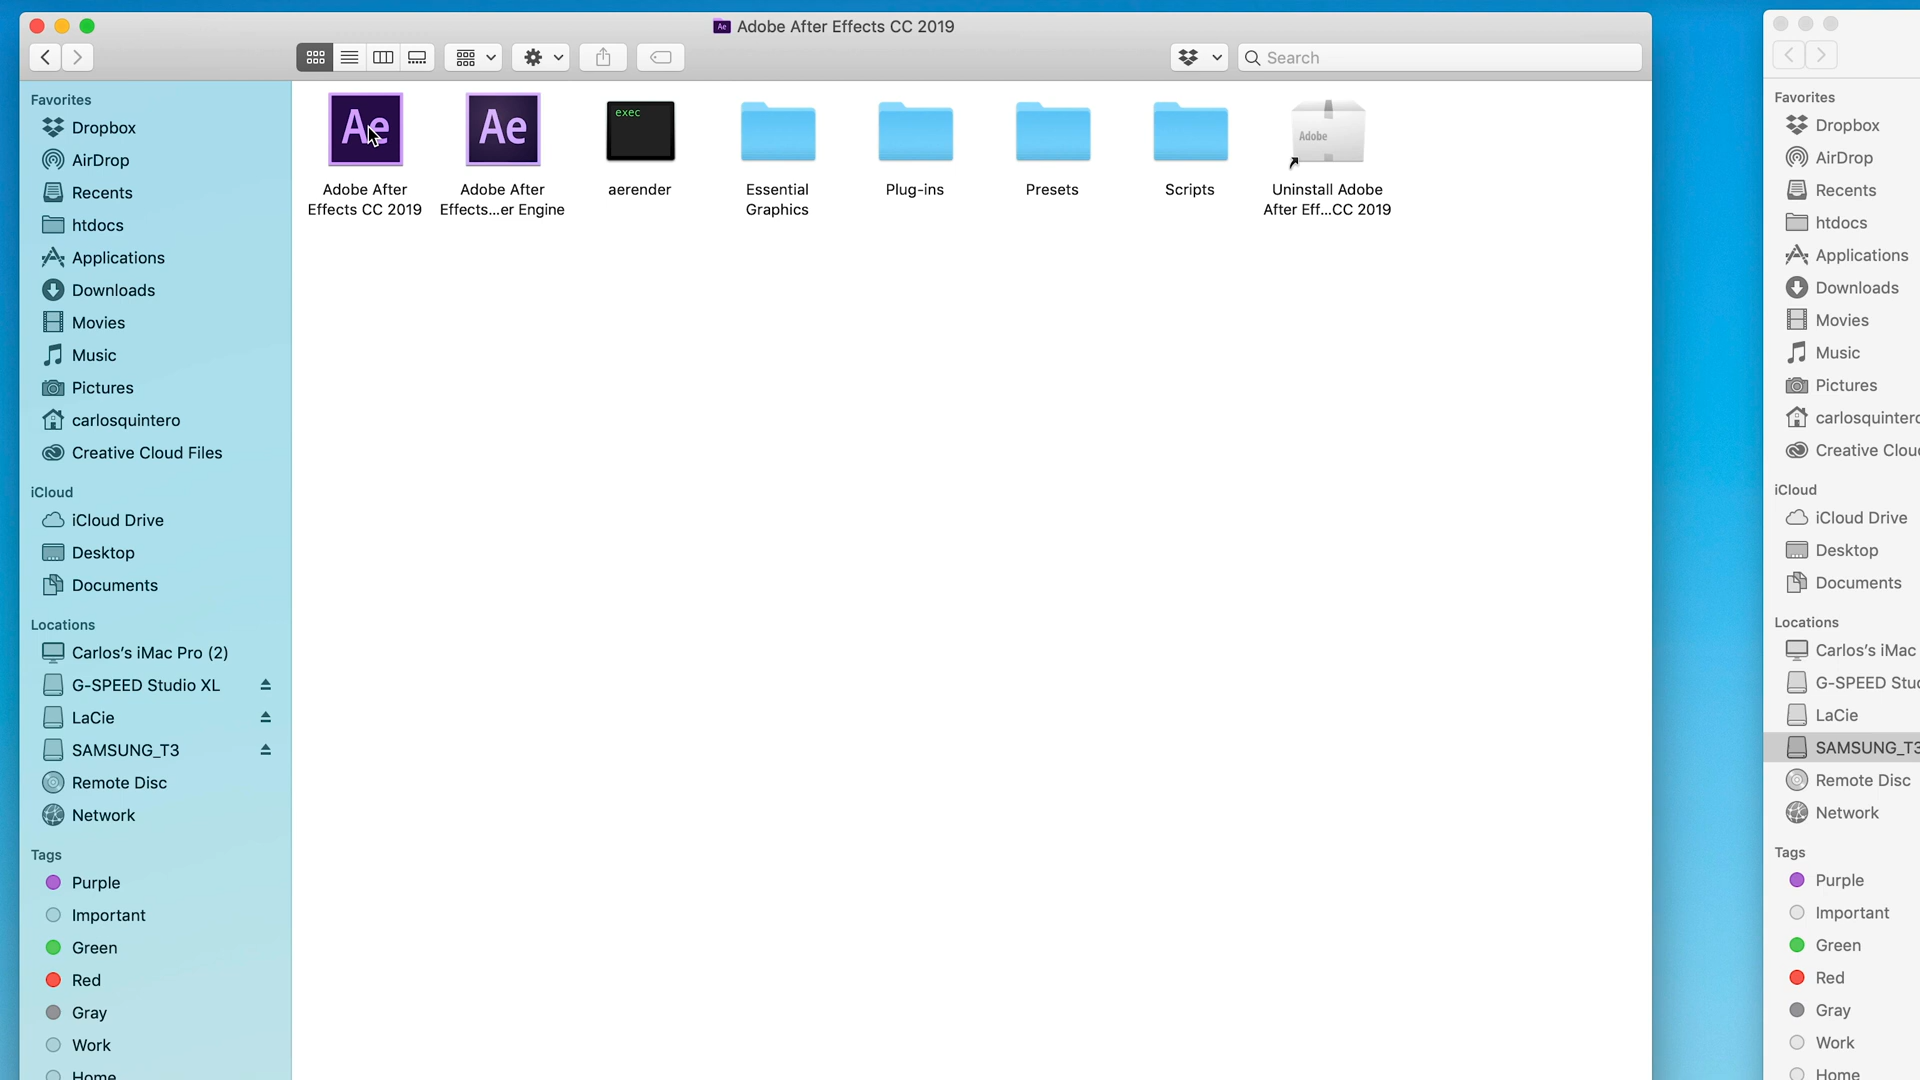 Adobe After Effects CC 2019
Search
Favorites
Dropbox
AirDrop
Recents
htdocs
Applications
Downloads
Movies
Music
Pictures
carlosquintero
Creative Cloud Files
iCloud
iCloud Drive
Desktop
Documents
Locations
Carlos's iMac Pro (2)
G-SPEED Studio XL
LaCie
SAMSUNG_T3
Remote Disc
Network
Tags
Purple
Important
Green
Red
Gray
Work
Home
Ae
Adobe After
Effects CC 2019
Ae
Adobe After
Effects...er Engine
exec
aerender
Essential
Graphics
Plug-ins
Presets
Scripts
Adobe
Uninstall Adobe
After Eff...CC 2019
Favorites
Dropbox
AirDrop
Recents
htdocs
Applications
Downloads
Movies
Music
Pictures
carlosquintero
Creative Clou
iCloud
iCloud Drive
Desktop
Documents
Locations
Carlos's iMac
G-SPEED Stud
LaCie
SAMSUNG_T3
Remote Disc
Network
Tags
Purple
Important
Green
Red
Gray
Work
Home